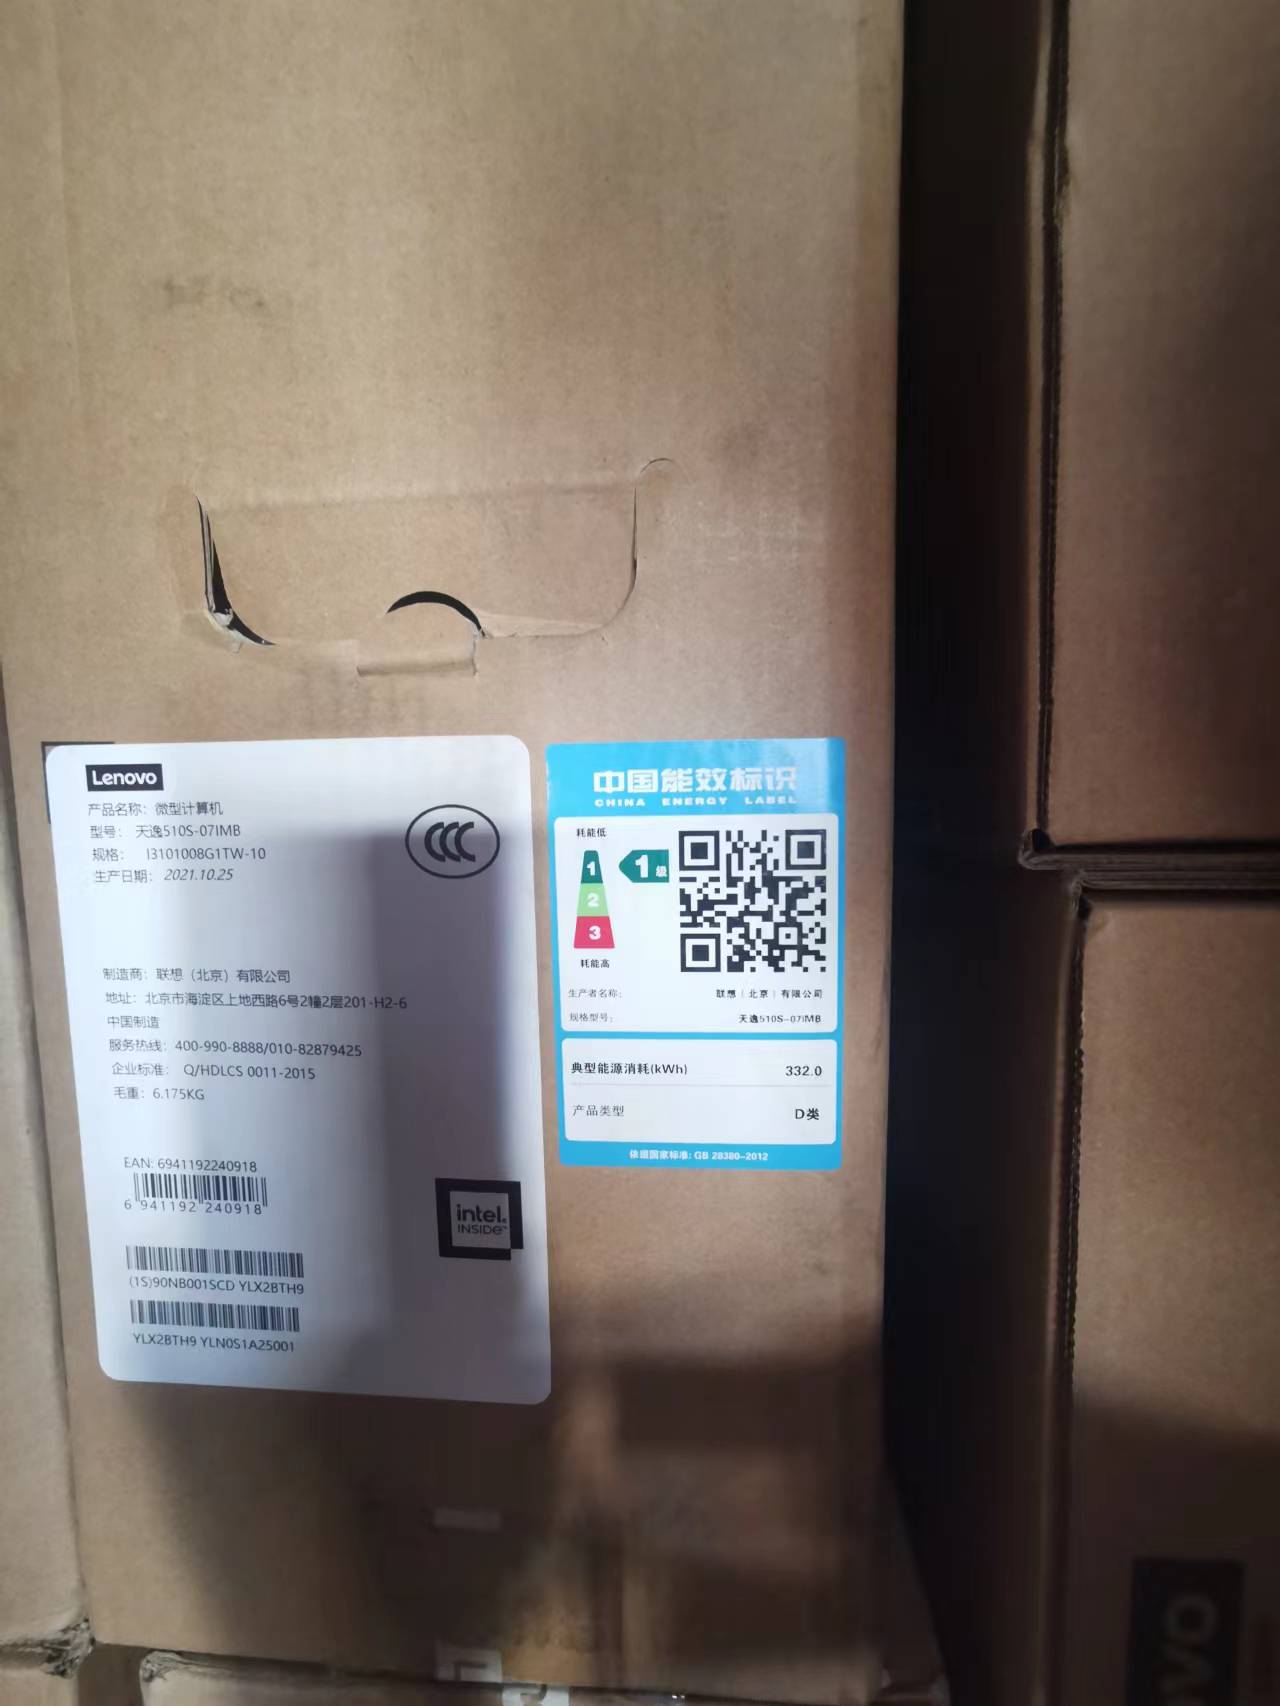 Lenovo
产品名称：微型计算机
型号：天逸510S-07IMB
规格：I3101008G1TW-10
生产日期：2021.10.25
制造商：联想（北京）有限公司
地址：北京市海淀区上地西路6号2幢2层201-H2-6
中国制造
服务热线：400-990-8888/010-82879425
企业标准：Q/HDLCS 0011-2015
毛重：6.175KG
EAN: 6941192240918
6 941192 240918
intel.
INSIDE™
(1S)90NB001SCD YLX2BTH9
YLX2BTH9 YLN0S1A25001
中国能效标识
CHINA ENERGY LABEL
耗能低
1
2
3
1级
耗能高
生产者名称： 联想（北京）有限公司
规格型号： 天逸510S-07IMB
典型能源消耗(kWh) 332.0
产品类型 D类
依据国家标准: GB 28380-2012